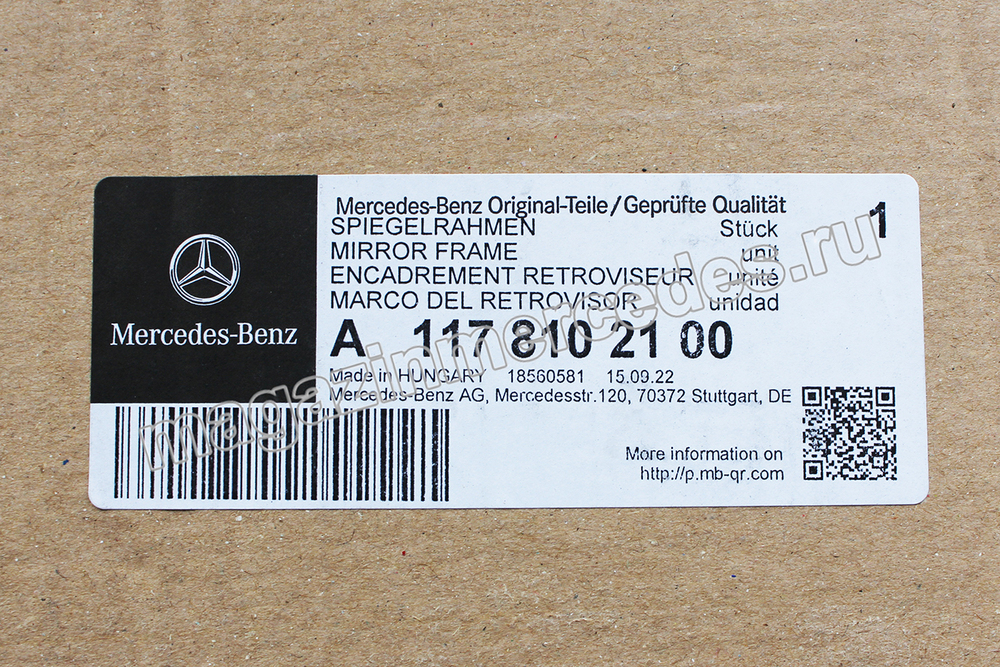 Mercedes-Benz
Mercedes-Benz Original-Teile/Geprüfte Qualität
SPIEGELRAHMEN Stück 1
MIRROR FRAME unit
ENCADREMENT RETROVISEUR unité
MARCO DEL RETROVISOR unidad
A 117 810 21 00
Made in HUNGARY 18560581 15.09.22
Mercedes-Benz AG, Mercedesstr.120, 70372 Stuttgart, DE
More information on
http://p.mb-qr.com
magazinmercedes.ru